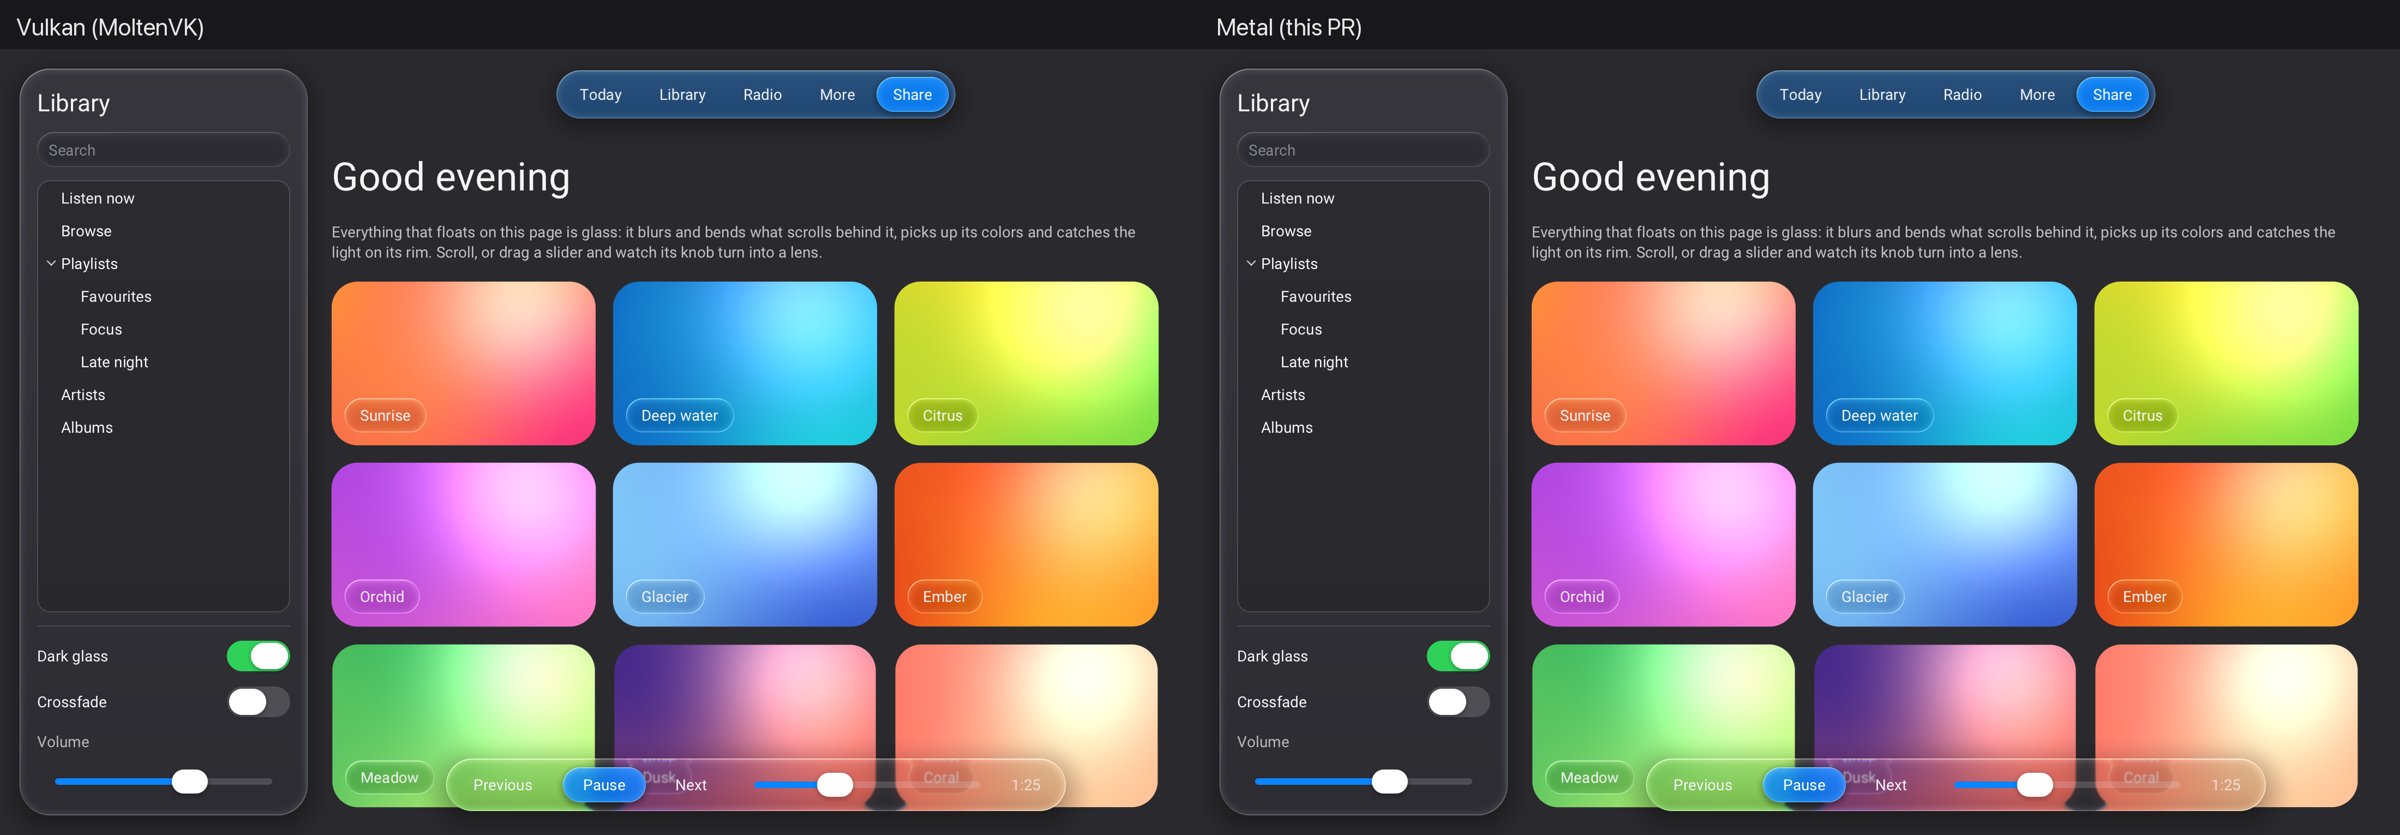 Vulkan (MoltenVK)
Library
Search
Listen now
Browse
Playlists
Favourites
Focus
Late night
Artists
Albums
Dark glass
Crossfade
Volume
Today Library Radio More Share
Good evening
Everything that floats on this page is glass: it blurs and bends what scrolls behind it, picks up its colors and catches the
light on its rim. Scroll, or drag a slider and watch its knob turn into a lens.
Sunrise Deep water Citrus
Orchid Glacier Ember
Meadow Dusk Coral
Previous Pause Next 1:25
Metal (this PR)
Library
Search
Listen now
Browse
Playlists
Favourites
Focus
Late night
Artists
Albums
Dark glass
Crossfade
Volume
Today Library Radio More Share
Good evening
Everything that floats on this page is glass: it blurs and bends what scrolls behind it, picks up its colors and catches the
light on its rim. Scroll, or drag a slider and watch its knob turn into a lens.
Sunrise Deep water Citrus
Orchid Glacier Ember
Meadow Dusk Coral
Previous Pause Next 1:25